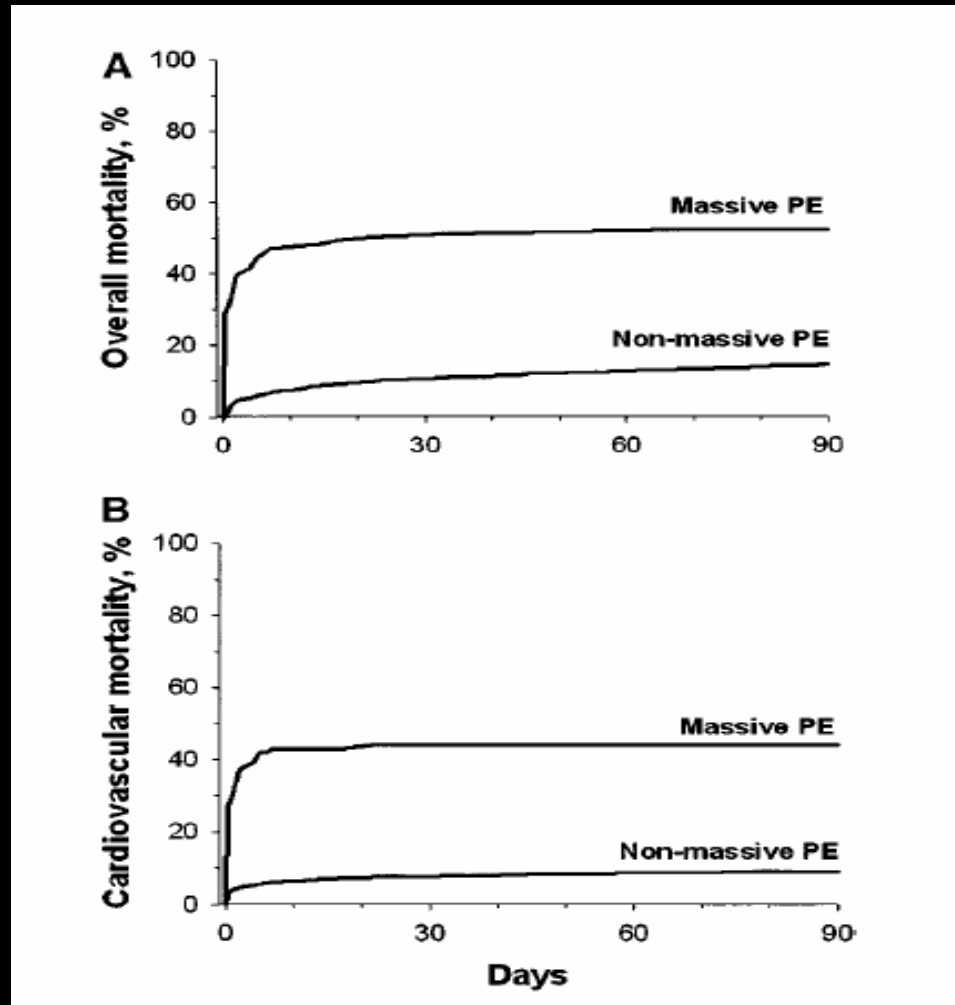 A
Overall mortality, %
100
80
60
40
20
0
Massive PE
Non-massive PE
0 30 60 90
B
Cardiovascular mortality, %
100
80
60
40
20
0
Massive PE
Non-massive PE
0 30 60 90
Days